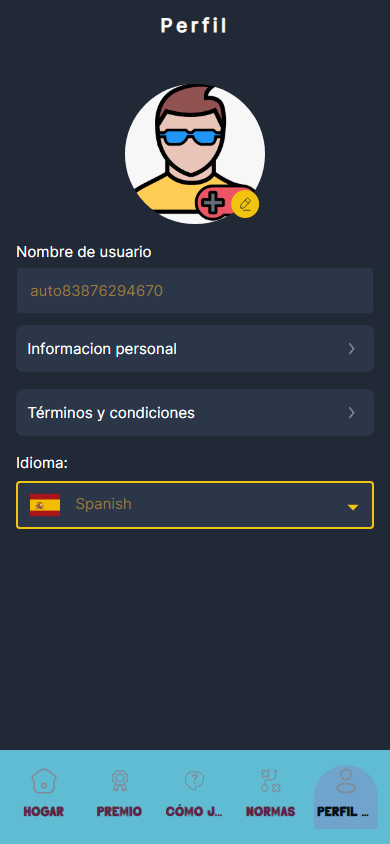 Perfil
Nombre de usuario
auto83876294670
Informacion personal
Términos y condiciones
Idioma:
Spanish
HOGAR PREMIO CÓMO J... NORMAS PERFIL ...